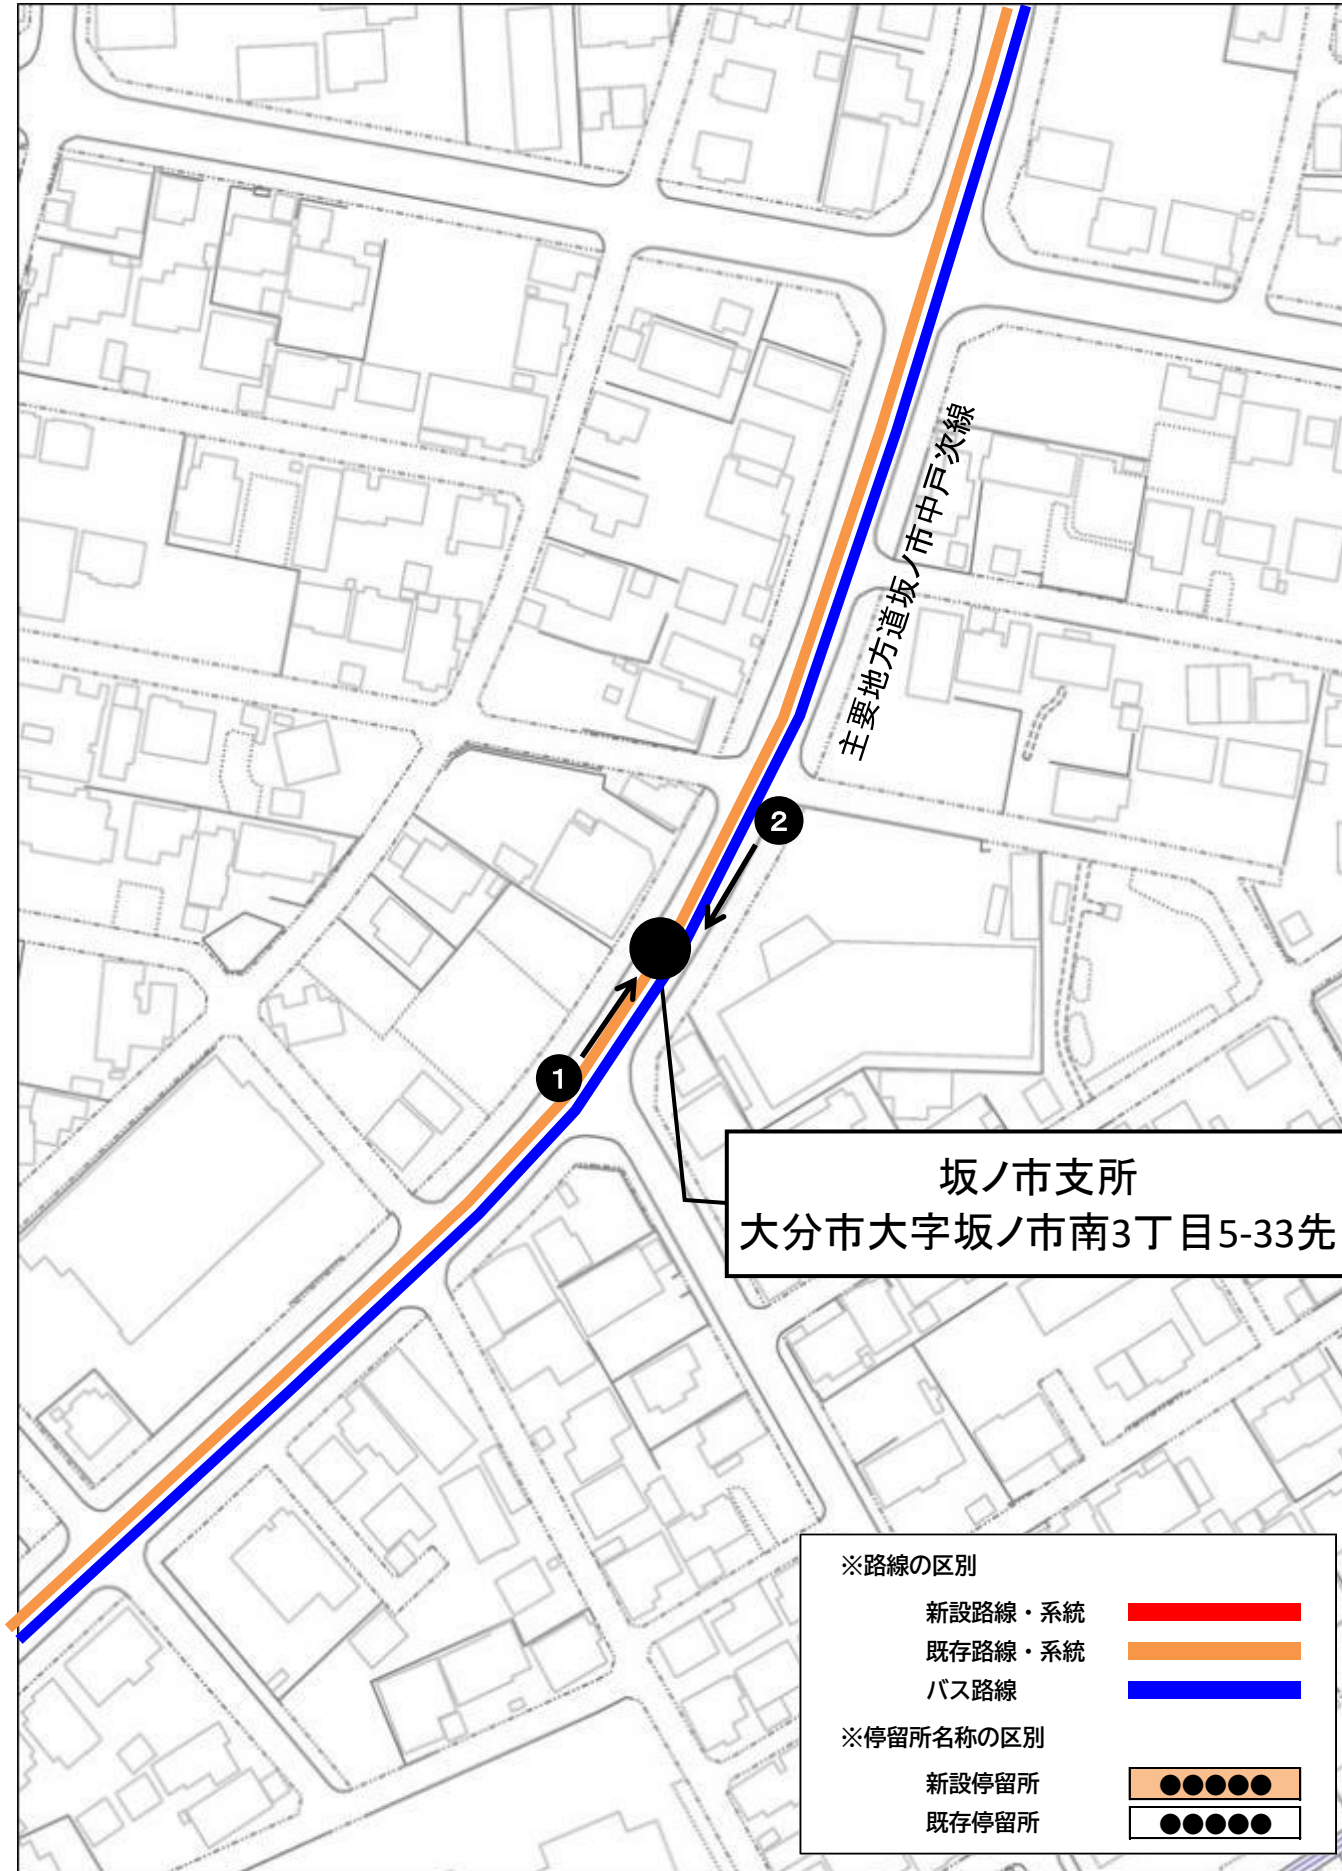 主要地方道坂ノ市中戸次線
2
1
坂ノ市支所
大分市大字坂ノ市南3丁目5-33先
※路線の区別
新設路線・系統
既存路線・系統
バス路線
※停留所名称の区別
新設停留所 ●●●●●
既存停留所 ●●●●●